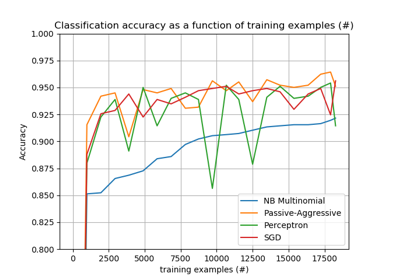 Classification accuracy as a function of training examples (#)
1.000
0.975
0.950
0.925
0.900
0.875
0.850
0.825
0.800
Accuracy
NB Multinomial
Passive-Aggressive
Perceptron
SGD
0 2500 5000 7500 10000 12500 15000 17500
training examples (#)